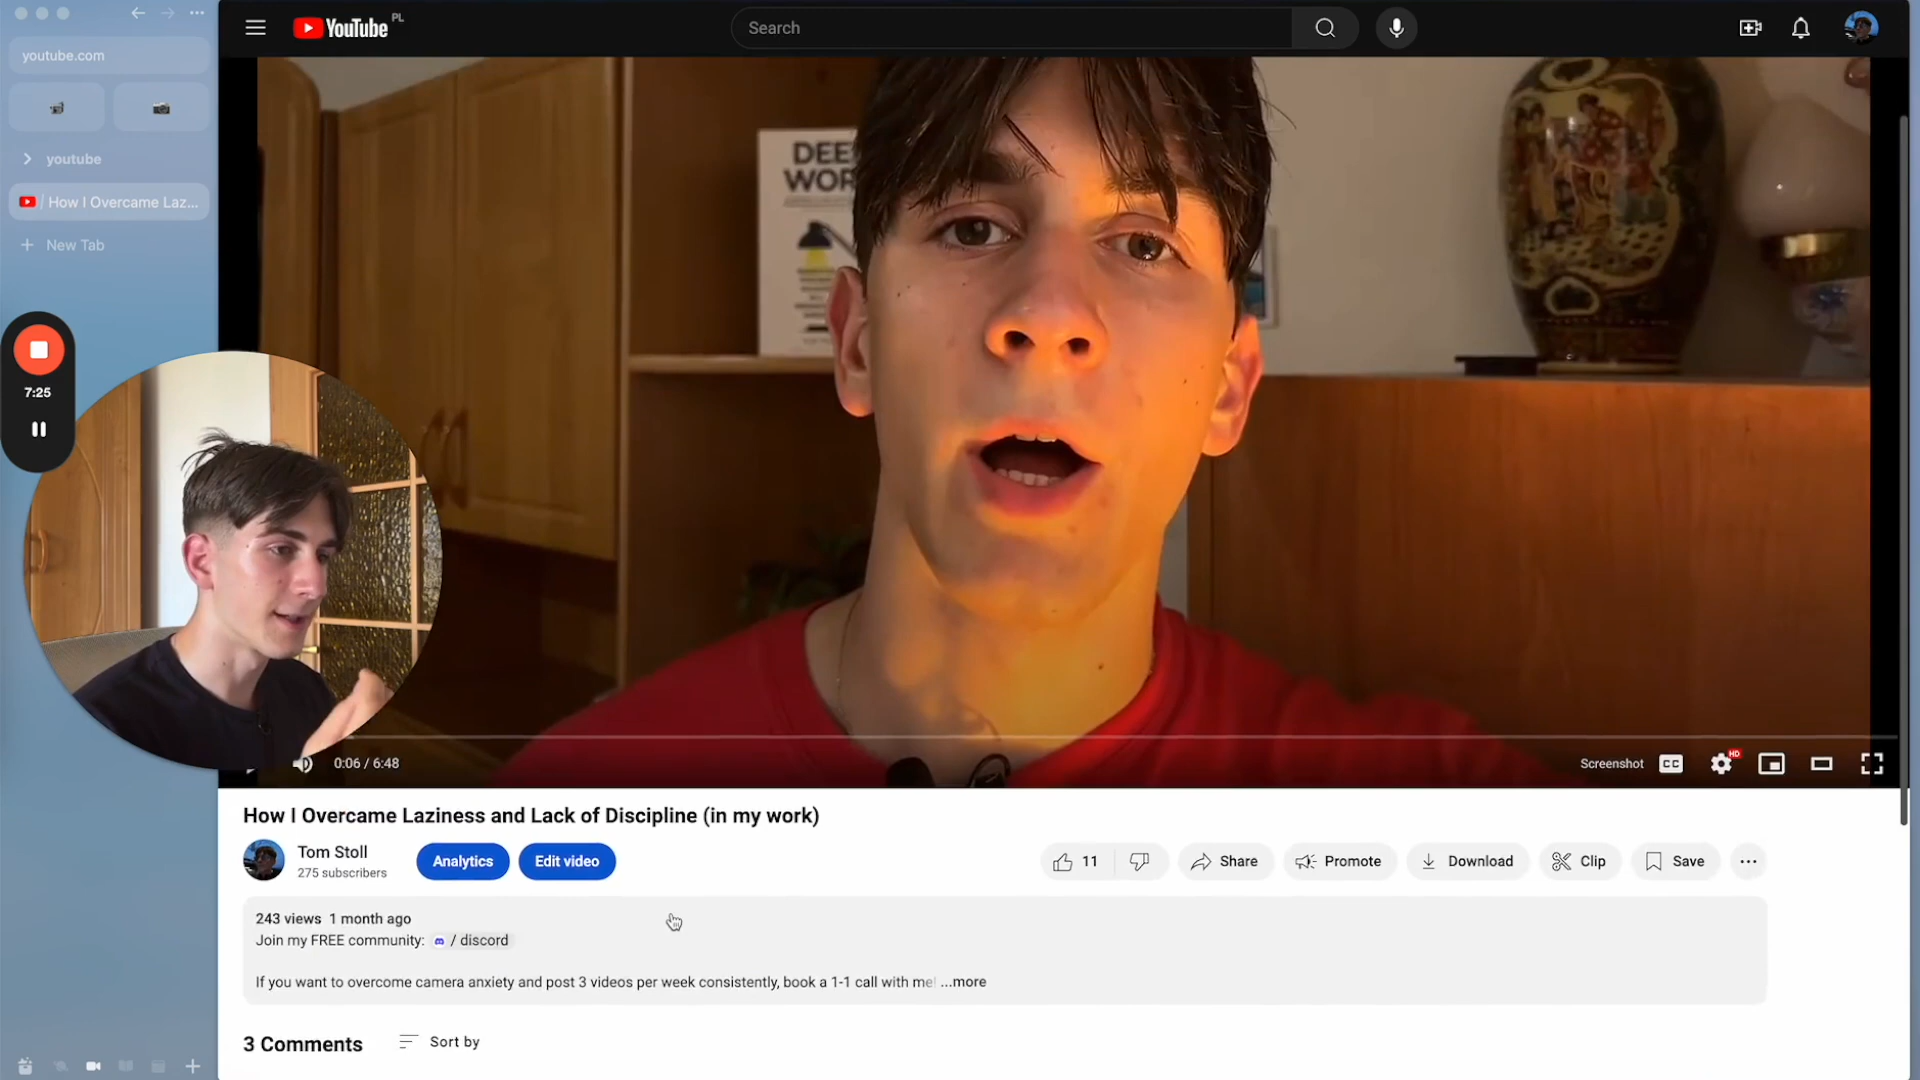 youtube.com
youtube
How I Overcame Laz...
New Tab
7:25
YouTube PL
Search
DEE
WOR
0:06 / 6:48
Screenshot
CC
HD
How I Overcame Laziness and Lack of Discipline (in my work)
Tom Stoll
275 subscribers
Analytics
Edit video
11
Share
Promote
Download
Clip
Save
243 views 1 month ago
Join my FREE community: / discord
If you want to overcome camera anxiety and post 3 videos per week consistently, book a 1-1 call with me! ...more
3 Comments
Sort by